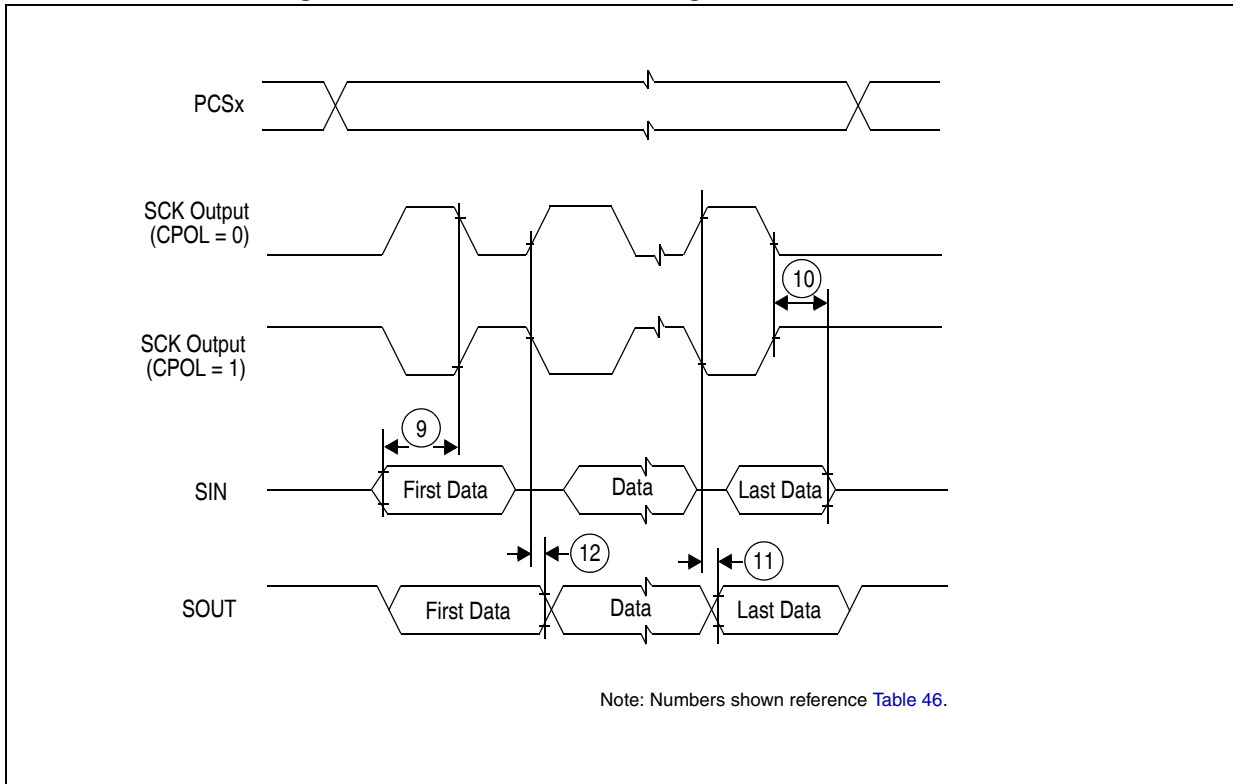 PCSx
SCK Output
(CPOL = 0)
10
SCK Output
(CPOL = 1)
9
SIN
First Data
Data
Last Data
12
11
SOUT
First Data
Data
Last Data
Note: Numbers shown reference Table 46.